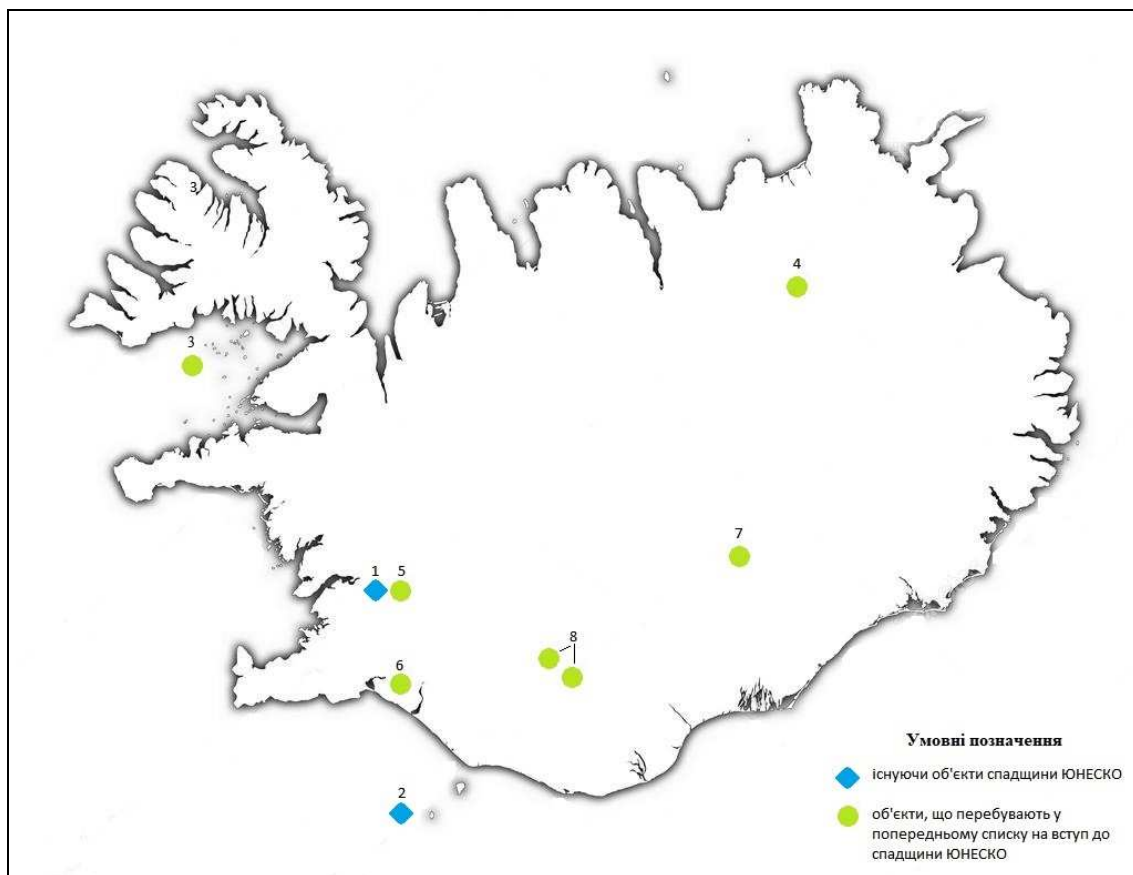 3
4
3
7
1
5
8
6
2
Умовні позначення
існуючи об'єкти спадщини ЮНЕСКО
об'єкти, що перебувають у
попередньому списку на вступ до
спадщини ЮНЕСКО